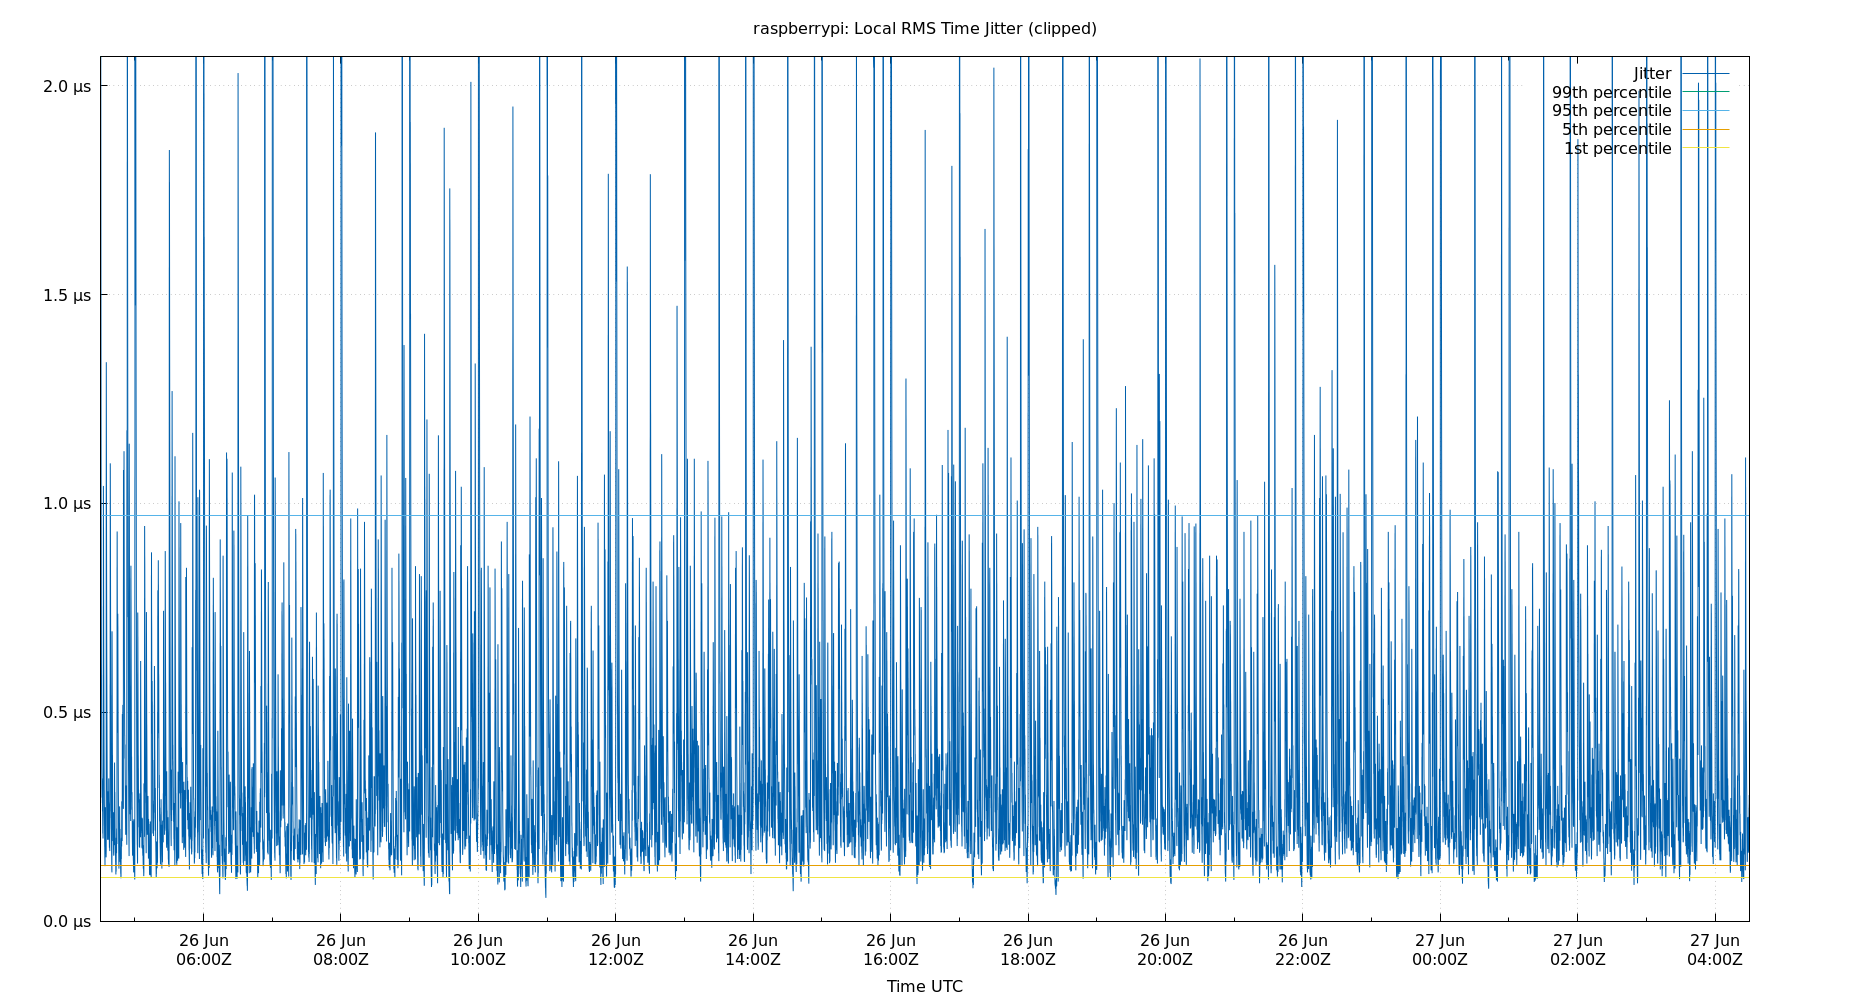 raspberrypi: Local RMS Time Jitter (clipped)
2.0 µs
1.5 µs
1.0 µs
0.5 µs
0.0 µs
Jitter
99th percentile
95th percentile
5th percentile
1st percentile
26 Jun
06:00Z
26 Jun
08:00Z
26 Jun
10:00Z
26 Jun
12:00Z
26 Jun
14:00Z
26 Jun
16:00Z
26 Jun
18:00Z
26 Jun
20:00Z
26 Jun
22:00Z
27 Jun
00:00Z
27 Jun
02:00Z
27 Jun
04:00Z
Time UTC